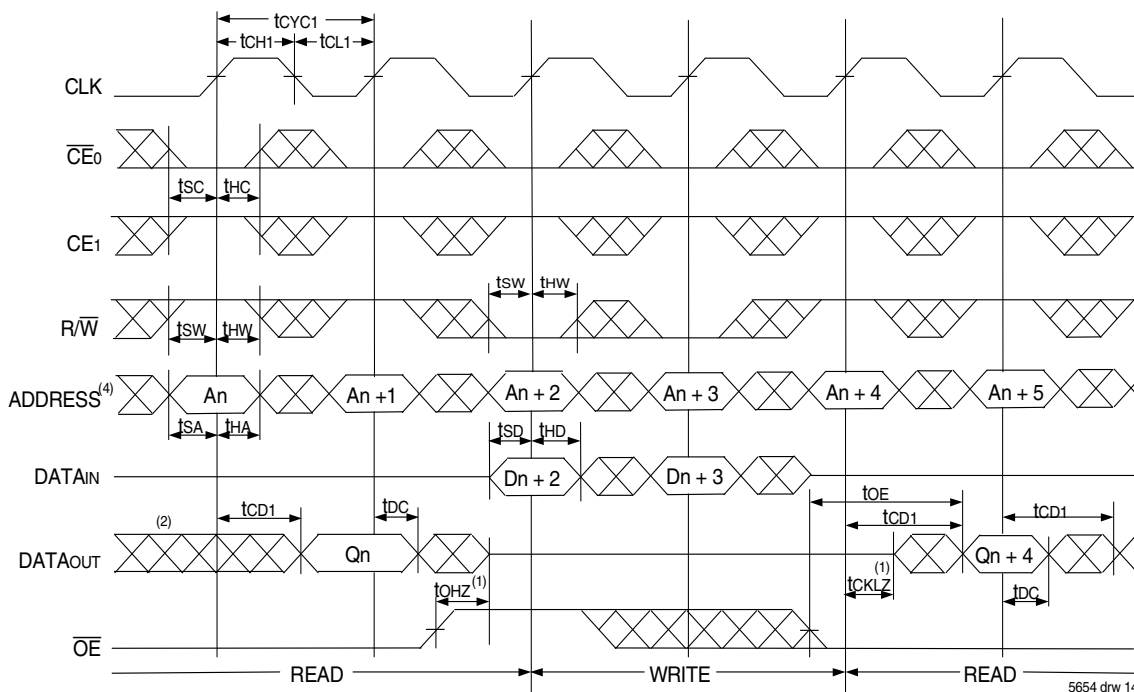 tCYC1
tCH1 tCL1
CLK
CE0
tSC tHC
CE1
tSW tHW
R/W
tSW tHW
ADDRESS(4) An An +1 An + 2 An + 3 An + 4 An + 5
tSA tHA tSD tHD
DATAIN Dn + 2 Dn + 3
tOE
(2) tCD1 tDC tCD1 tCD1
DATAOUT Qn Qn + 4
tOHZ(1) tCKLZ(1) tDC
OE
READ WRITE READ
5654 drw 14